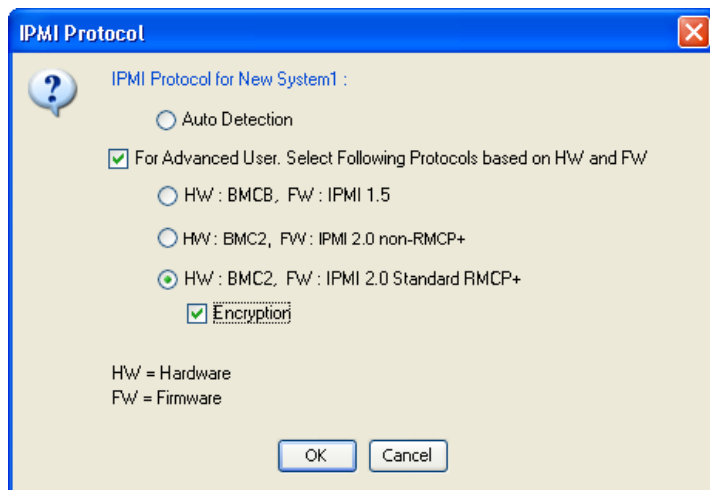 IPMI Protocol
IPMI Protocol for New System1 :
Auto Detection
For Advanced User. Select Following Protocols based on HW and FW
HW : BMCB, FW : IPMI 1.5
HW : BMC2, FW : IPMI 2.0 non-RMCP+
HW : BMC2, FW : IPMI 2.0 Standard RMCP+
Encryption
HW = Hardware
FW = Firmware
OK Cancel